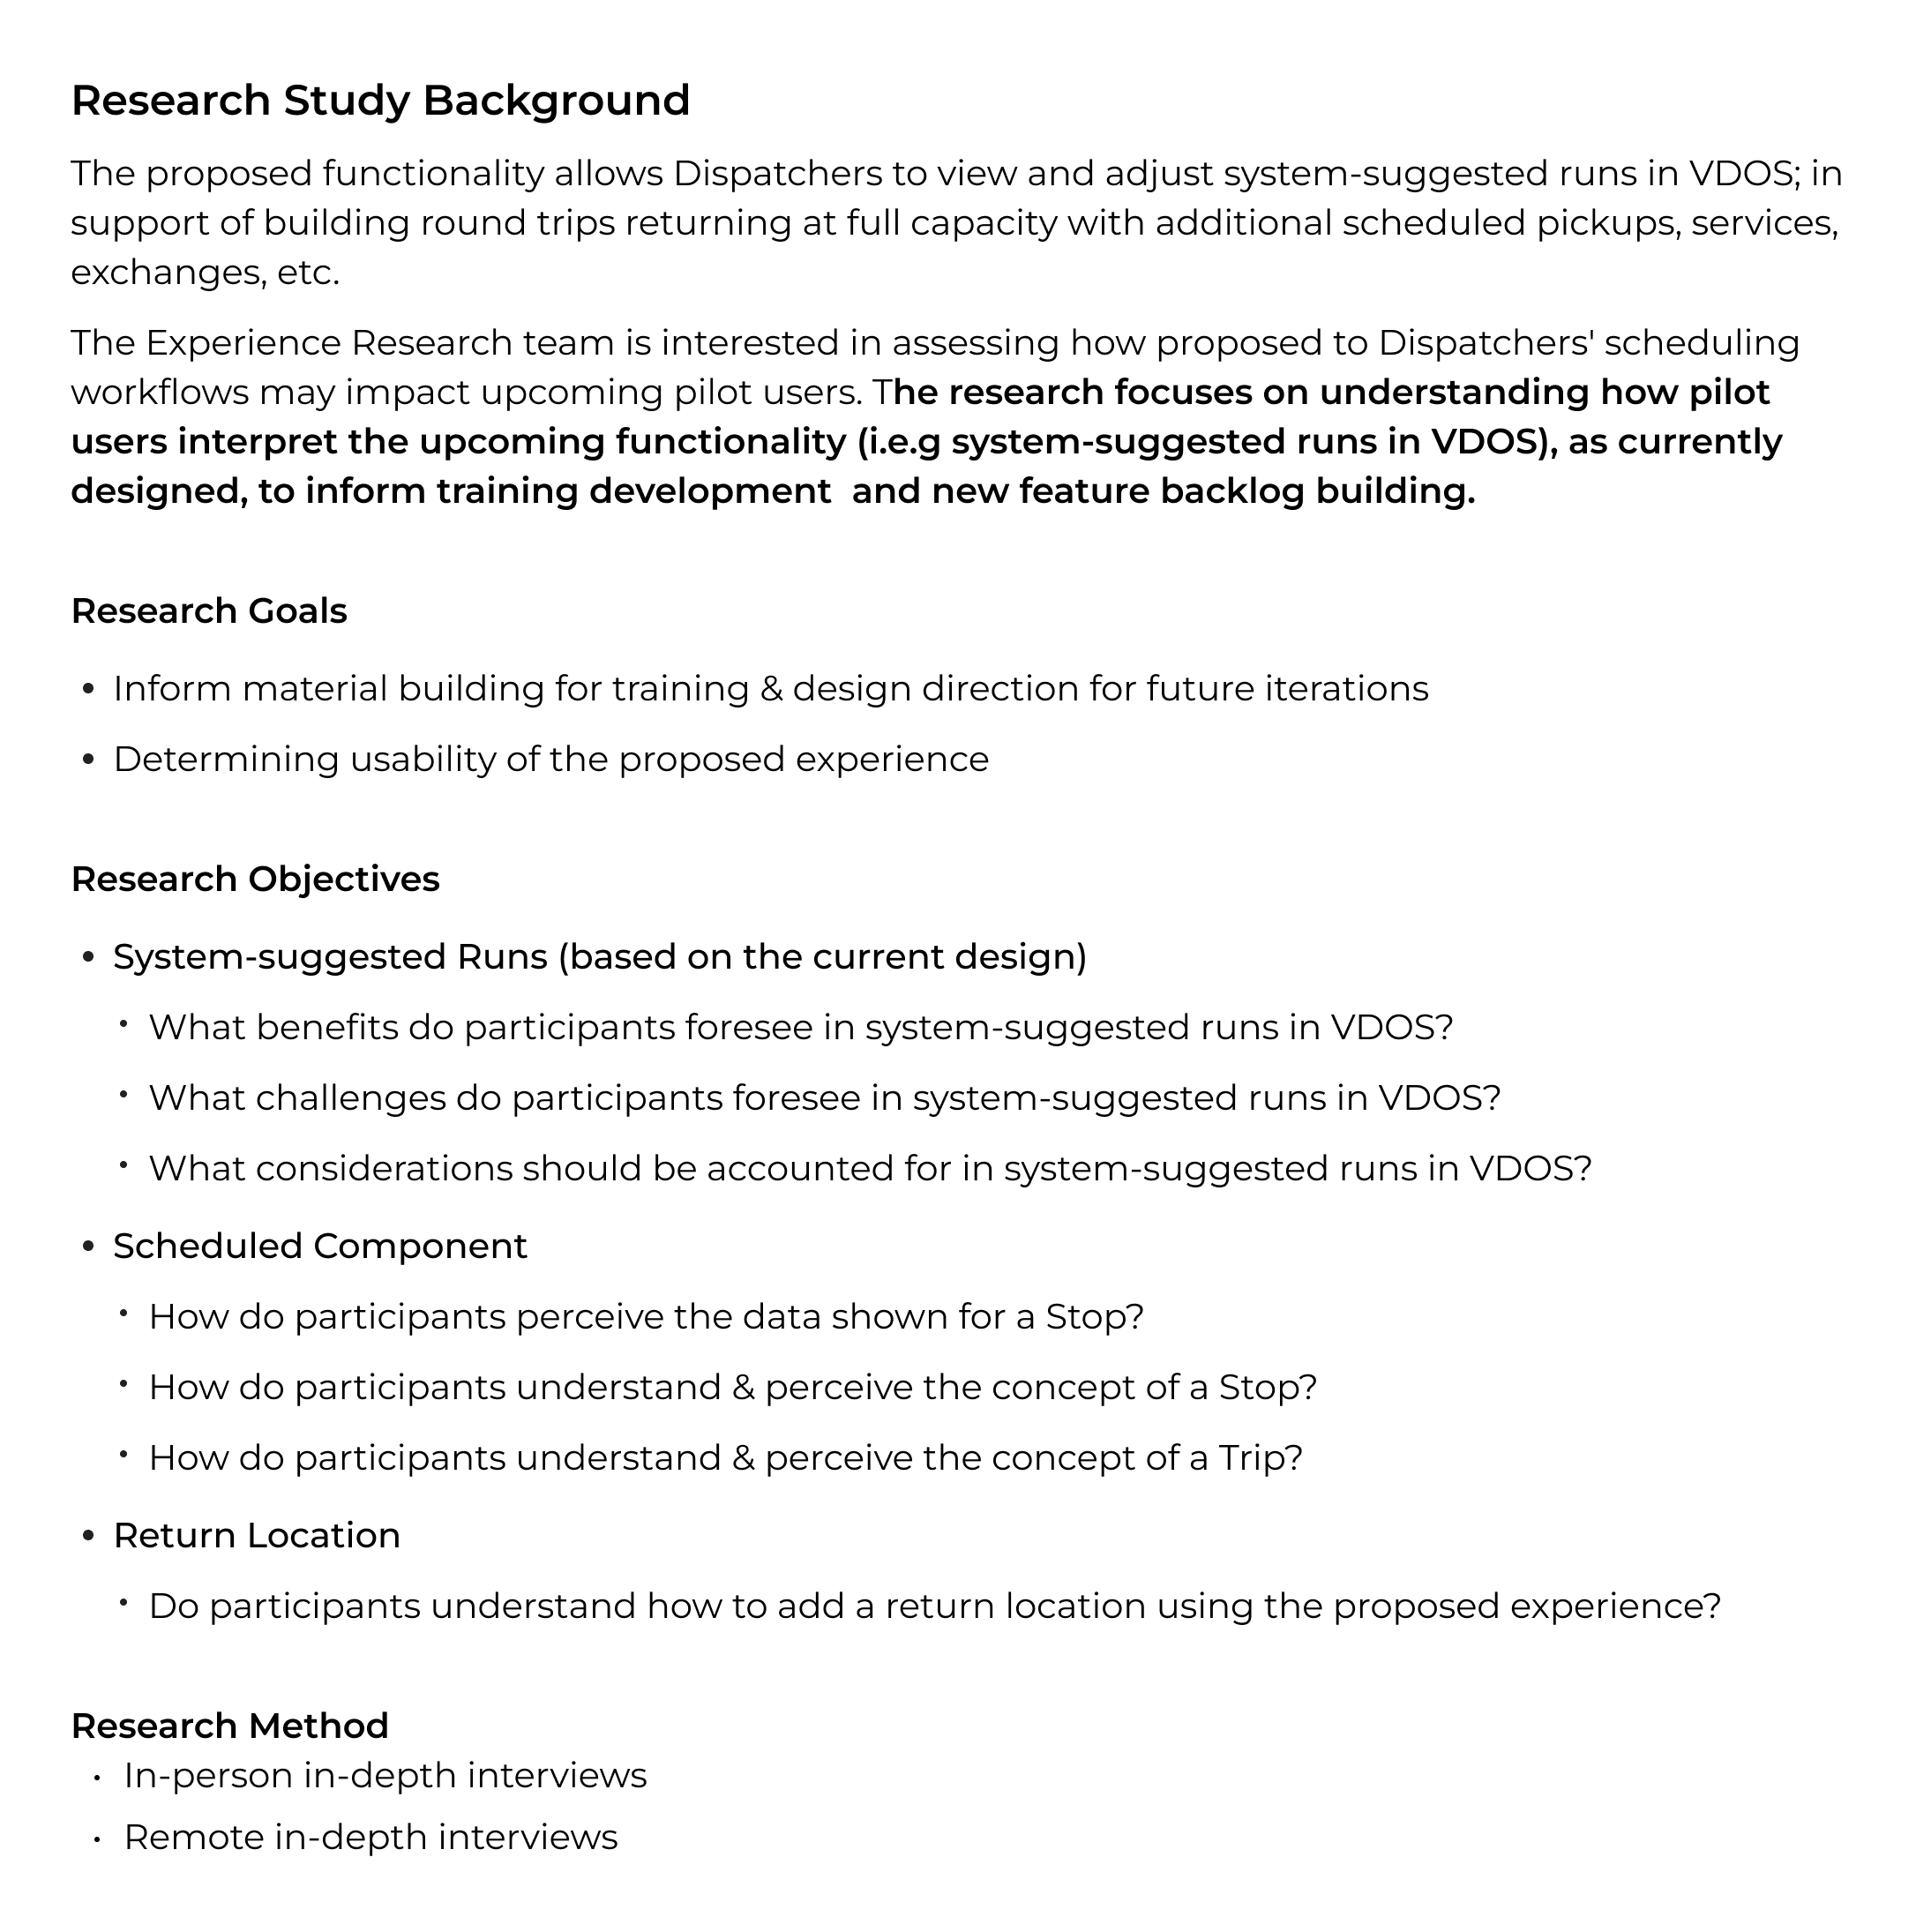 Research Study Background
The proposed functionality allows Dispatchers to view and adjust system-suggested runs in VDOS; in
support of building round trips returning at full capacity with additional scheduled pickups, services,
exchanges, etc.
The Experience Research team is interested in assessing how proposed to Dispatchers' scheduling
workflows may impact upcoming pilot users. The research focuses on understanding how pilot
users interpret the upcoming functionality (i.e.g system-suggested runs in VDOS), as currently
designed, to inform training development  and new feature backlog building.
Research Goals
• Inform material building for training & design direction for future iterations
• Determining usability of the proposed experience
Research Objectives
• System-suggested Runs (based on the current design)
• What benefits do participants foresee in system-suggested runs in VDOS?
• What challenges do participants foresee in system-suggested runs in VDOS?
• What considerations should be accounted for in system-suggested runs in VDOS?
• Scheduled Component
• How do participants perceive the data shown for a Stop?
• How do participants understand & perceive the concept of a Stop?
• How do participants understand & perceive the concept of a Trip?
• Return Location
• Do participants understand how to add a return location using the proposed experience?
Research Method
• In-person in-depth interviews
• Remote in-depth interviews